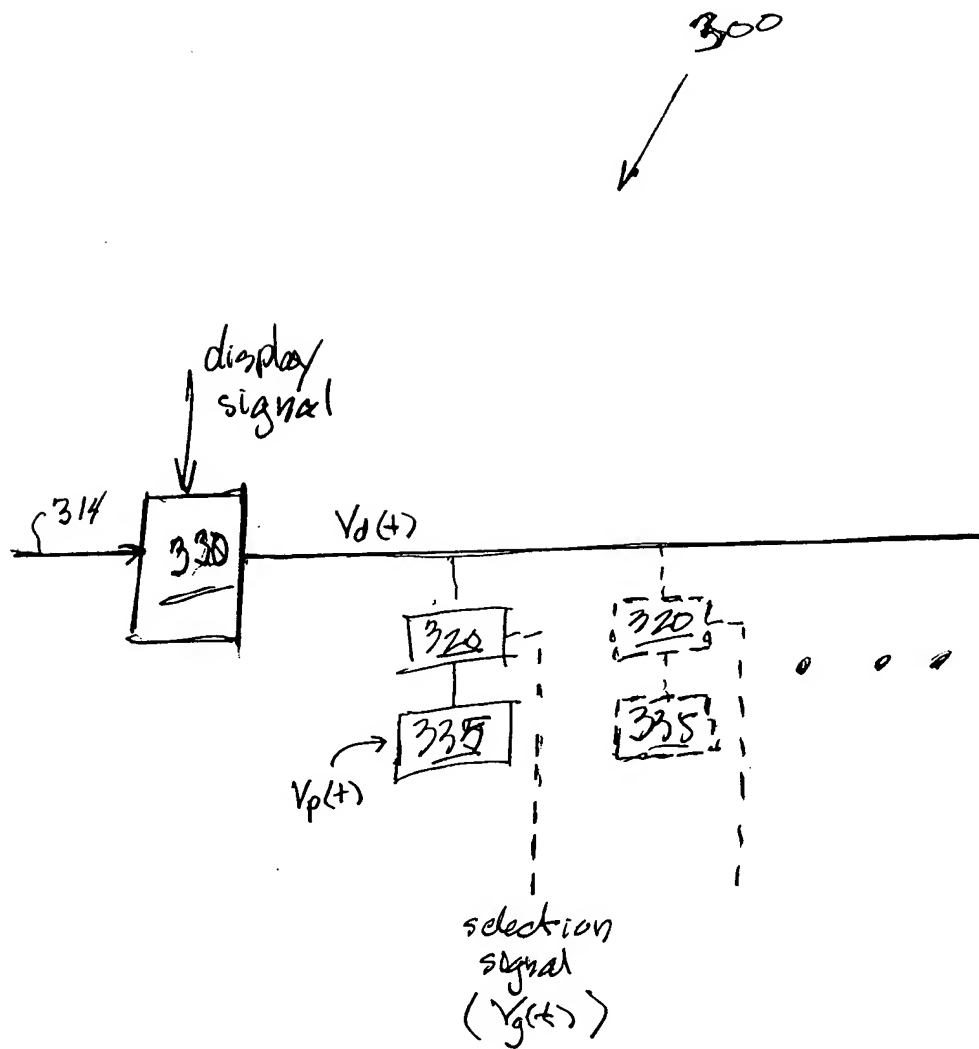 300
display
signal
314
330
Vd(t)
320
320
335
335
Vp(t)
selection
signal
(Vg(t))